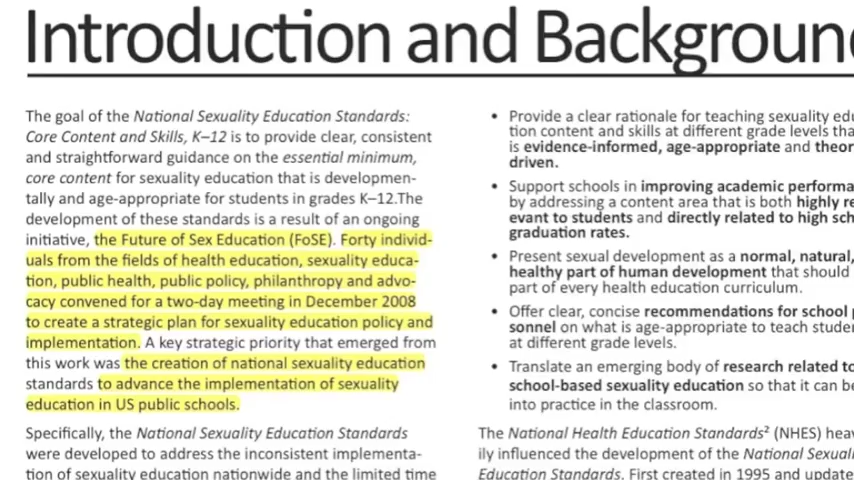 Introduction and Backgroun
The goal of the National Sexuality Education Standards:
Core Content and Skills, K–12 is to provide clear, consistent
and straightforward guidance on the essential minimum,
core content for sexuality education that is developmen-
tally and age-appropriate for students in grades K–12.The
development of these standards is a result of an ongoing
initiative, the Future of Sex Education (FoSE). Forty individ-
uals from the fields of health education, sexuality educa-
tion, public health, public policy, philanthropy and advo-
cacy convened for a two-day meeting in December 2008
to create a strategic plan for sexuality education policy and
implementation. A key strategic priority that emerged from
this work was the creation of national sexuality education
standards to advance the implementation of sexuality
education in US public schools.
Specifically, the National Sexuality Education Standards
were developed to address the inconsistent implementa-
tion of sexuality education nationwide and the limited time
• Provide a clear rationale for teaching sexuality edu
tion content and skills at different grade levels tha
is evidence-informed, age-appropriate and theor
driven.
• Support schools in improving academic performa
by addressing a content area that is both highly re
evant to students and directly related to high sch
graduation rates.
• Present sexual development as a normal, natural,
healthy part of human development that should
part of every health education curriculum.
• Offer clear, concise recommendations for school p
sonnel on what is age-appropriate to teach studen
at different grade levels.
• Translate an emerging body of research related to
school-based sexuality education so that it can be
into practice in the classroom.
The National Health Education Standards² (NHES) heav
ily influenced the development of the National Sexuali
Education Standards. First created in 1995 and update